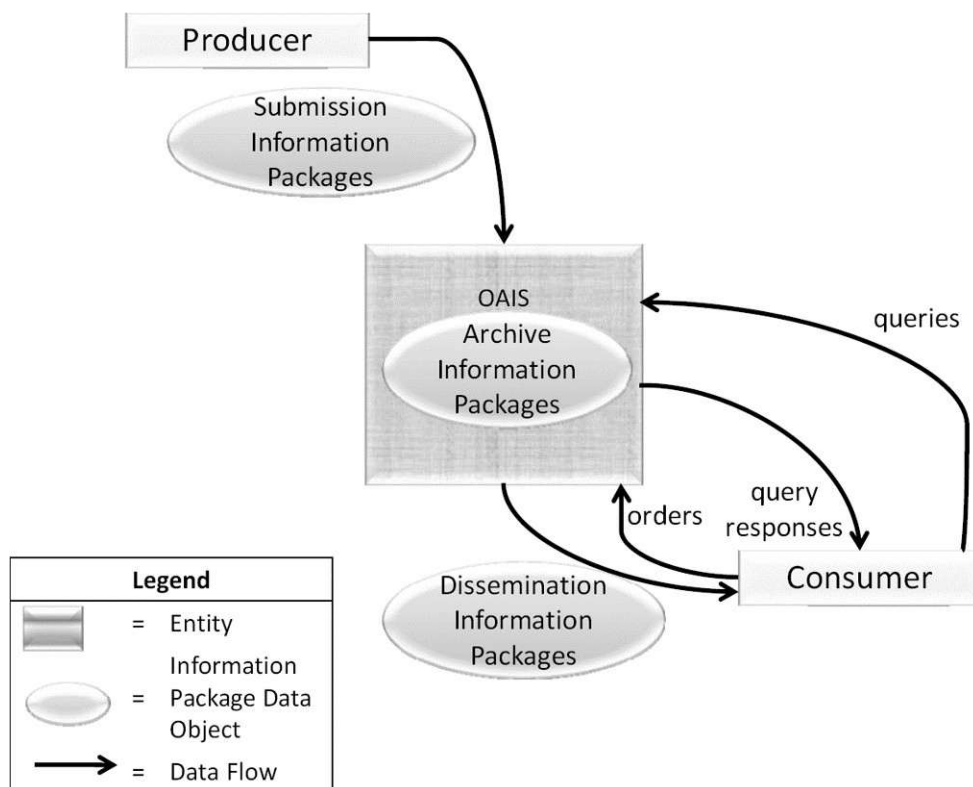 Producer
Submission
Information
Packages
OAIS
Archive
Information
Packages
queries
query
responses
orders
Consumer
Dissemination
Information
Packages
Legend
= Entity
Information
= Package Data
Object
= Data Flow